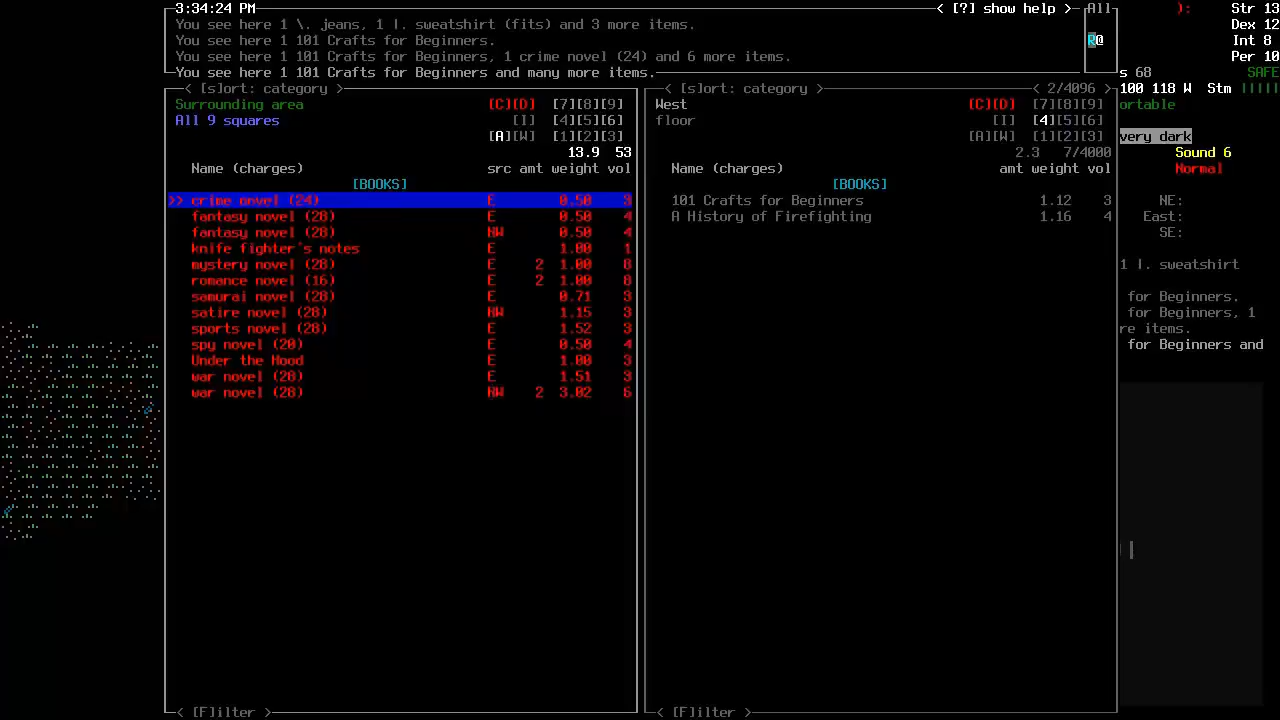 3:34:24 PM
< [?] show help >
All
You see here 1 \. jeans, 1 l. sweatshirt (fits) and 3 more items.
You see here 1 101 Crafts for Beginners.
You see here 1 101 Crafts for Beginners, 1 crime novel (24) and 6 more items.
You see here 1 101 Crafts for Beginners and many more items.
R@
):
Str 13
Dex 12
Int 8
Per 10
s 68 SAFE
100 118 W Stm |||||
ortable
very dark
Sound 6
Normal
NE:
East:
SE:
1 l. sweatshirt
for Beginners.
for Beginners, 1
re items.
for Beginners and
< [s]ort: category >
Surrounding area (C)(D) [7][8][9]
All 9 squares [I] [4][5][6]
[A][W] [1][2][3]
13.9 53
Name (charges) src amt weight vol
[BOOKS]
>> crime onvel (24) E 0.50 3
fantasy novel (28) E 0.50 4
fantasy novel (28) NW 0.50 4
knife fighter's notes E 1.00 1
mystery novel (28) E 2 1.00 8
romance novel (16) E 2 1.00 8
samurai novel (28) E 0.71 3
satire novel (28) NW 1.15 3
sports novel (28) E 1.52 3
spy novel (20) E 0.50 4
Under the Hood E 1.00 3
war novel (28) E 1.51 3
war novel (28) NW 2 3.02 6
< [F]ilter >
< [s]ort: category >
< 2/4096 >
West (C)(D) [7][8][9]
floor [I] [4][5][6]
[A][W] [1][2][3]
2.3 7/4000
Name (charges) amt weight vol
[BOOKS]
101 Crafts for Beginners 1.12 3
A History of Firefighting 1.16 4
< [F]ilter >